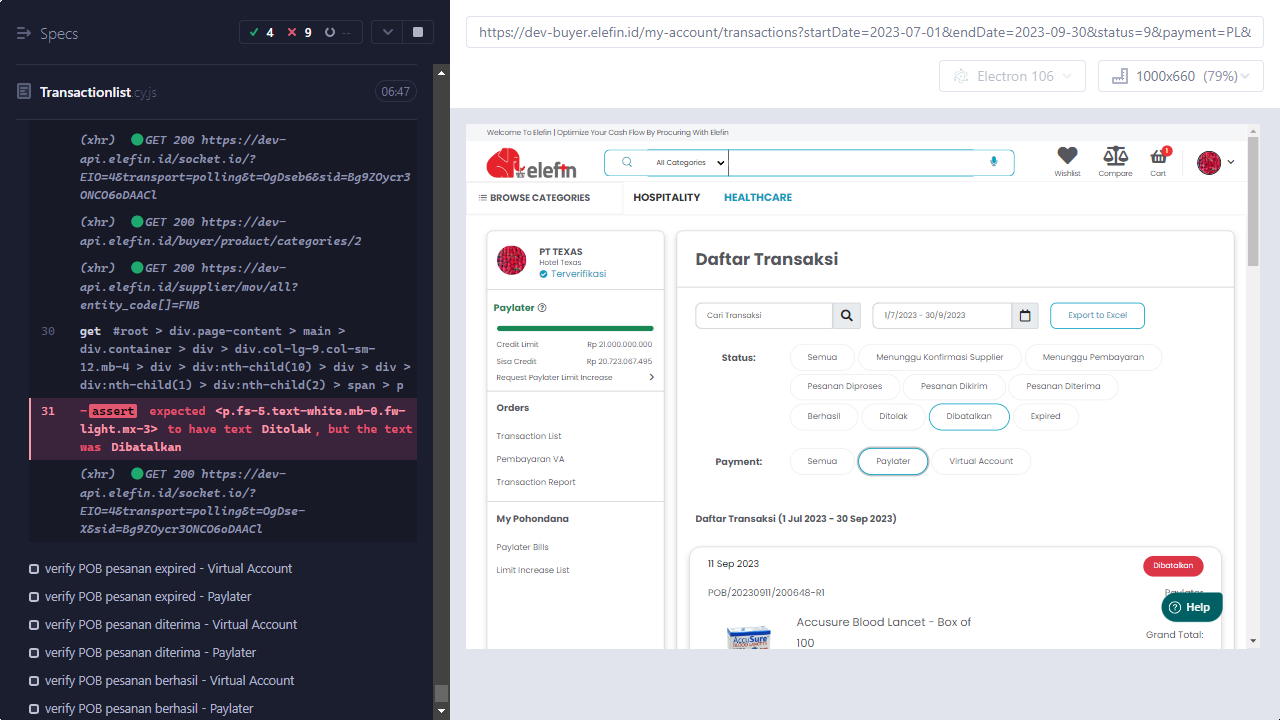 Specs
4
9
--
Transactionlist.cy.js
06:47
(xhr) GET 200 https://dev-
api.elefin.id/socket.io/?
EIO=4&transport=polling&t=OgDseb6&sid=Bg9ZOycr3
ONCO6oDAACl
(xhr) GET 200 https://dev-
api.elefin.id/buyer/product/categories/2
(xhr) GET 200 https://dev-
api.elefin.id/supplier/mov/all?
entity_code[]=FNB
30 get #root > div.page-content > main >
div.container > div > div.col-lg-9.col-sm-
12.mb-4 > div > div:nth-child(10) > div > div >
div:nth-child(1) > div:nth-child(2) > span > p
31 -assert expected <p.fs-5.text-white.mb-0.fw-
light.mx-3> to have text Ditolak, but the text
was Dibatalkan
(xhr) GET 200 https://dev-
api.elefin.id/socket.io/?
EIO=4&transport=polling&t=OgDse-
X&sid=Bg9ZOycr3ONCO6oDAACl
verify POB pesanan expired - Virtual Account
verify POB pesanan expired - Paylater
verify POB pesanan diterima - Virtual Account
verify POB pesanan diterima - Paylater
verify POB pesanan berhasil - Virtual Account
verify POB pesanan berhasil - Paylater
https://dev-buyer.elefin.id/my-account/transactions?startDate=2023-07-01&endDate=2023-09-30&status=9&payment=PL&
Electron 106
1000x660 (79%)
Welcome To Elefin | Optimize Your Cash Flow By Procuring With Elefin
elefin
All Categories
Wishlist
Compare
1
Cart
BROWSE CATEGORIES
HOSPITALITY
HEALTHCARE
PT TEXAS
Hotel Texas
Terverifikasi
Paylater
Credit Limit Rp 21.000.000.000
Sisa Credit Rp 20.723.067.495
Request Paylater Limit Increase
Orders
Transaction List
Pembayaran VA
Transaction Report
My Pohondana
Paylater Bills
Limit Increase List
Daftar Transaksi
Cari Transaksi
1/7/2023 - 30/9/2023
Export to Excel
Status: Semua Menunggu Konfirmasi Supplier Menunggu Pembayaran
Pesanan Diproses Pesanan Dikirim Pesanan Diterima
Berhasil Ditolak Dibatalkan Expired
Payment: Semua Paylater Virtual Account
Daftar Transaksi (1 Jul 2023 - 30 Sep 2023)
11 Sep 2023
Dibatalkan
POB/20230911/200648-R1
Paylater
Help
AccuSure
BLOOD LANCETS
Accusure Blood Lancet - Box of
100
Grand Total: